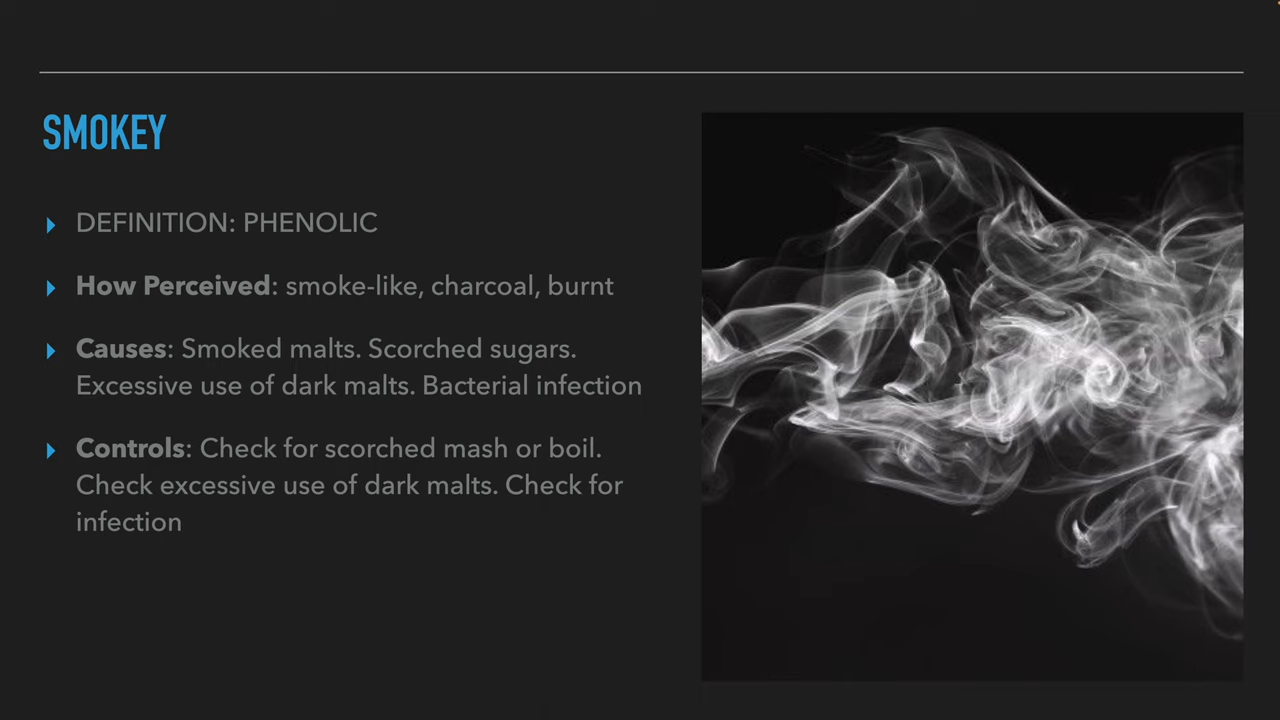 SMOKEY
DEFINITION: PHENOLIC
How Perceived: smoke-like, charcoal, burnt
Causes: Smoked malts. Scorched sugars.
Excessive use of dark malts. Bacterial infection
Controls: Check for scorched mash or boil.
Check excessive use of dark malts. Check for
infection